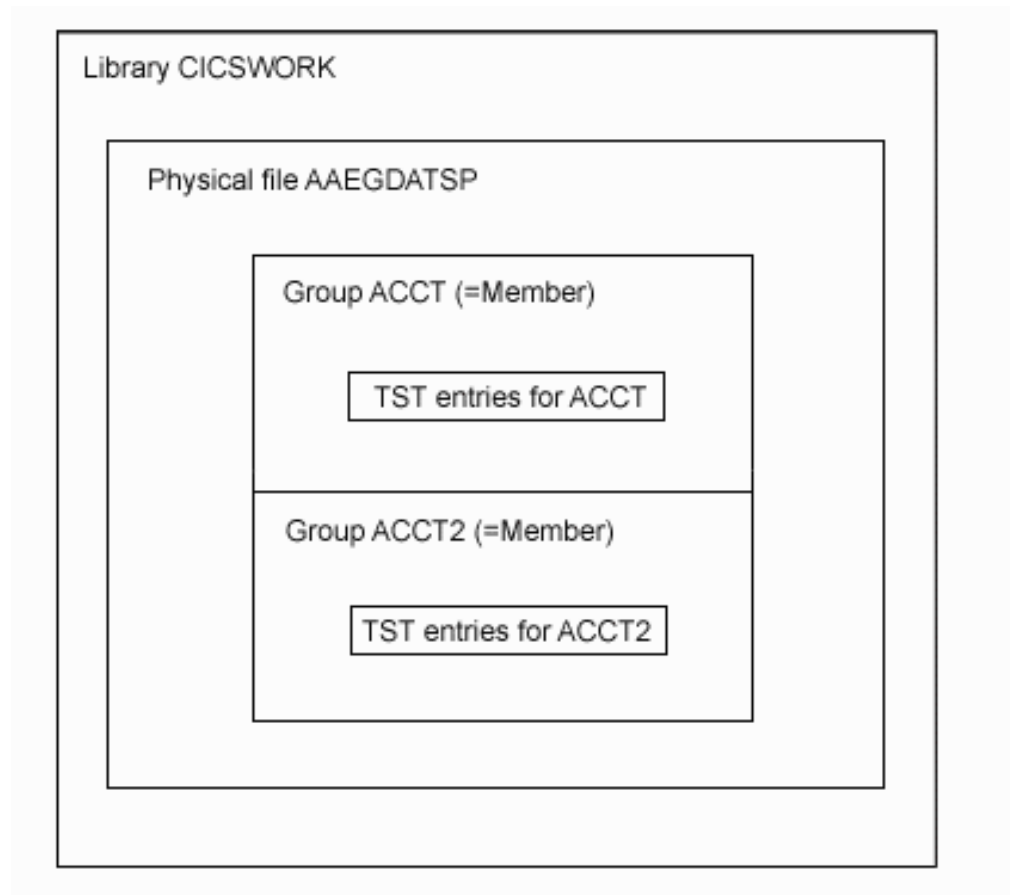 Library CICSWORK
Physical file AAEGDATSP
Group ACCT (=Member)
TST entries for ACCT
Group ACCT2 (=Member)
TST entries for ACCT2